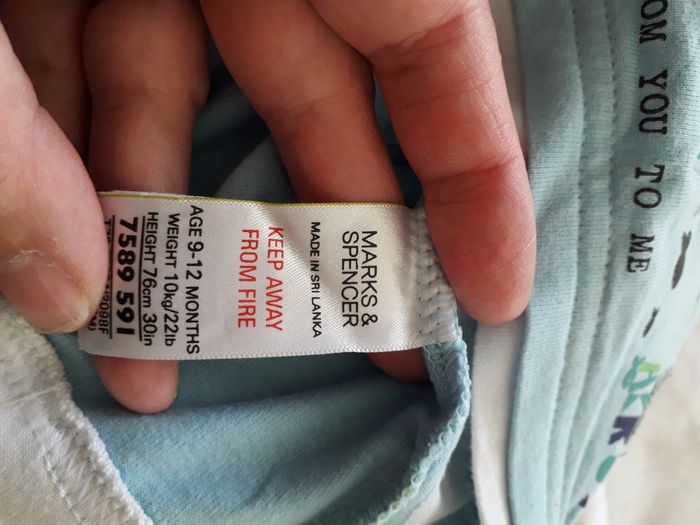 MARKS &
SPENCER
MADE IN SRI LANKA
KEEP AWAY
FROM FIRE
AGE 9-12 MONTHS
WEIGHT 10kg/22lb
HEIGHT 76cm 30in
7589 591
OM YOU TO ME